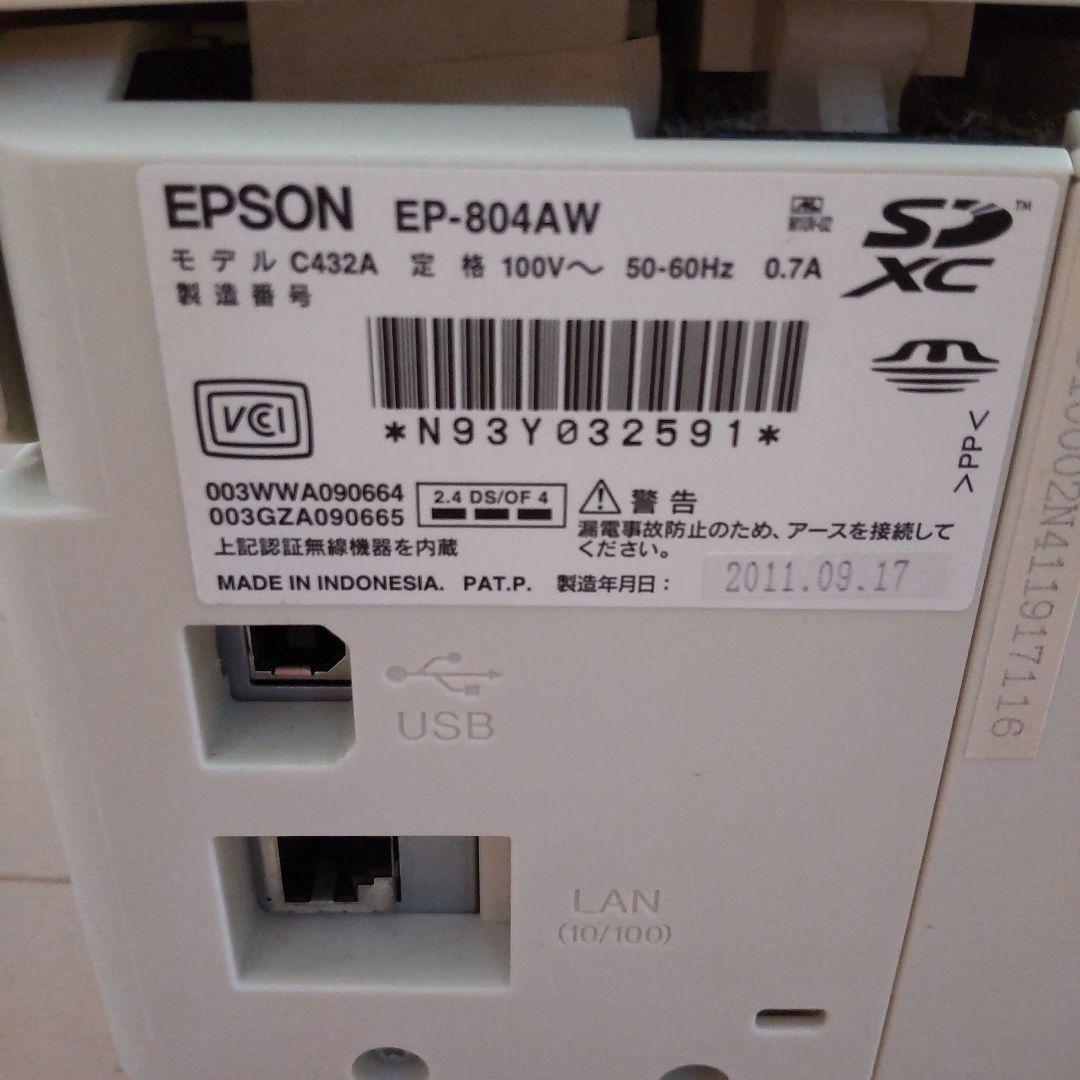 EPSON EP-804AW
モデル C432A 定格 100V～ 50-60Hz 0.7A
製造番号
SD XC ™
VCI
*N93Y032591*
>PP<
003WWA090664
003GZA090665
2.4 DS/OF 4
上記認証無線機器を内蔵
警告
漏電事故防止のため、アースを接続して
ください。
MADE IN INDONESIA. PAT.P. 製造年月日：
2011.09.17
USB
LAN
(10/100)